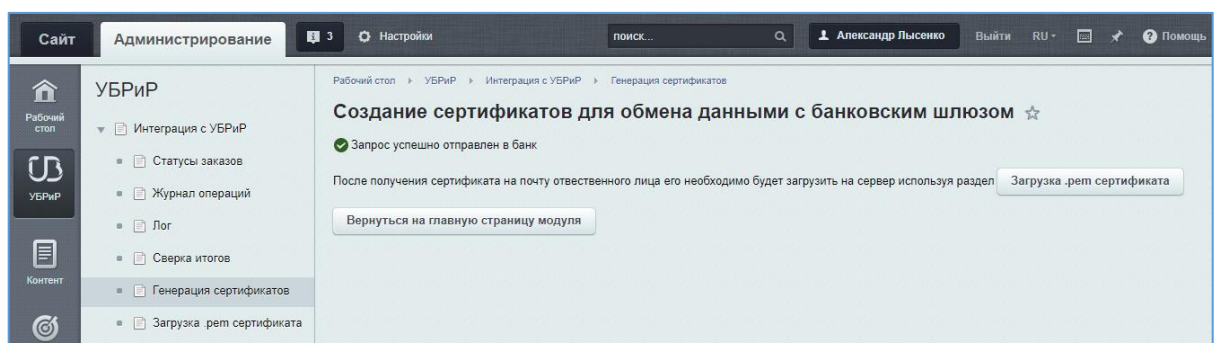 Сайт
Администрирование
3
Настройки
поиск...
Александр Лысенко
Выйти
RU
Помощь
Рабочий
стол
УБРиР
Контент
УБРиР
Интеграция с УБРиР
Статусы заказов
Журнал операций
Лог
Сверка итогов
Генерация сертификатов
Загрузка .pem сертификата
Рабочий стол УБРиР Интеграция с УБРиР Генерация сертификатов
Создание сертификатов для обмена данными с банковским шлюзом
Запрос успешно отправлен в банк
После получения сертификата на почту отвественного лица его необходимо будет загрузить на сервер используя раздел Загрузка .pem сертификата
Вернуться на главную страницу модуля